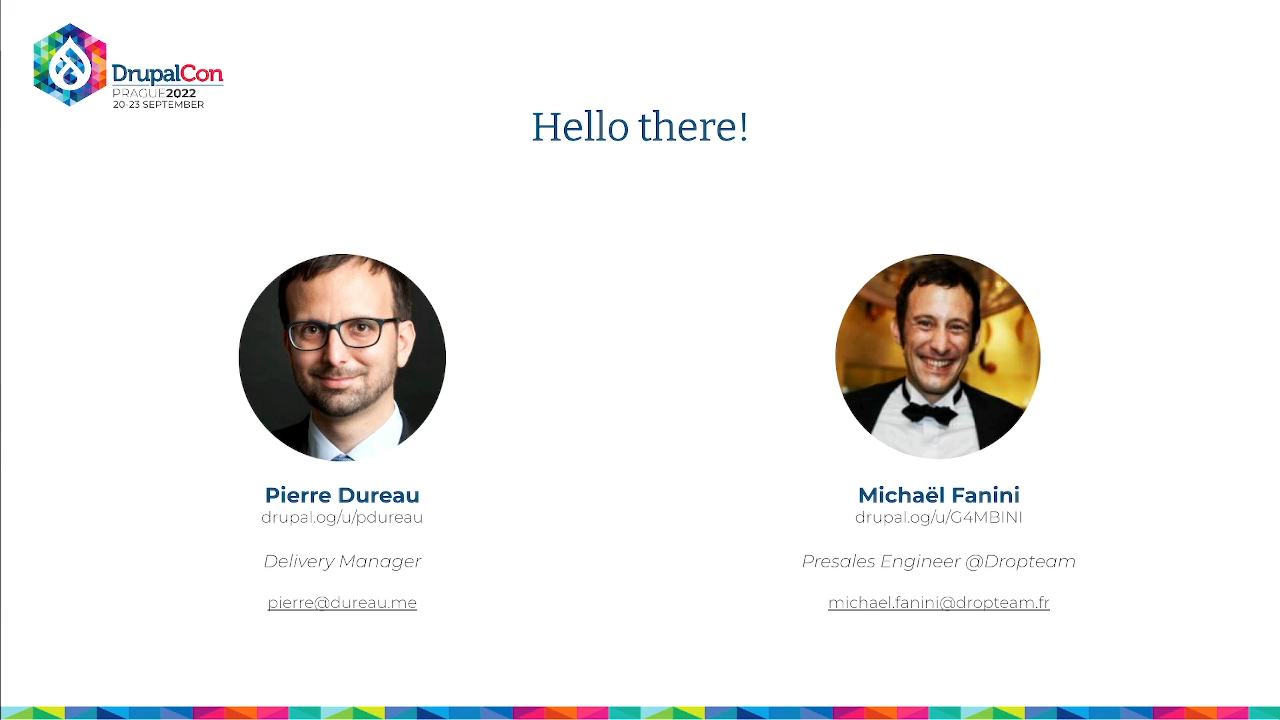 DrupalCon
PRAGUE2022
20-23 SEPTEMBER
Hello there!
Pierre Dureau
drupal.og/u/pdureau
Delivery Manager
pierre@dureau.me
Michaël Fanini
drupal.og/u/G4MBINI
Presales Engineer @Dropteam
michael.fanini@dropteam.fr